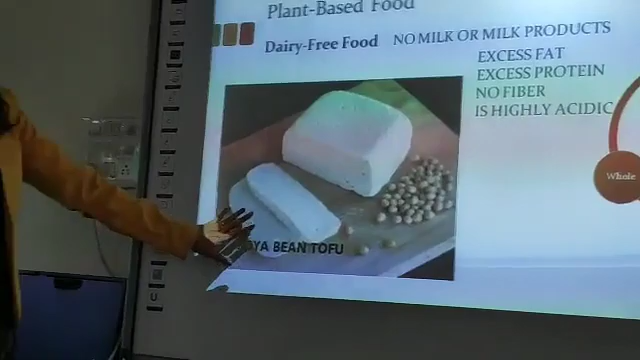 Plant-Based Food
Dairy-Free Food NO MILK OR MILK PRODUCTS
EXCESS FAT
EXCESS PROTEIN
NO FIBER
IS HIGHLY ACIDIC
Whole
BEAN TOFU